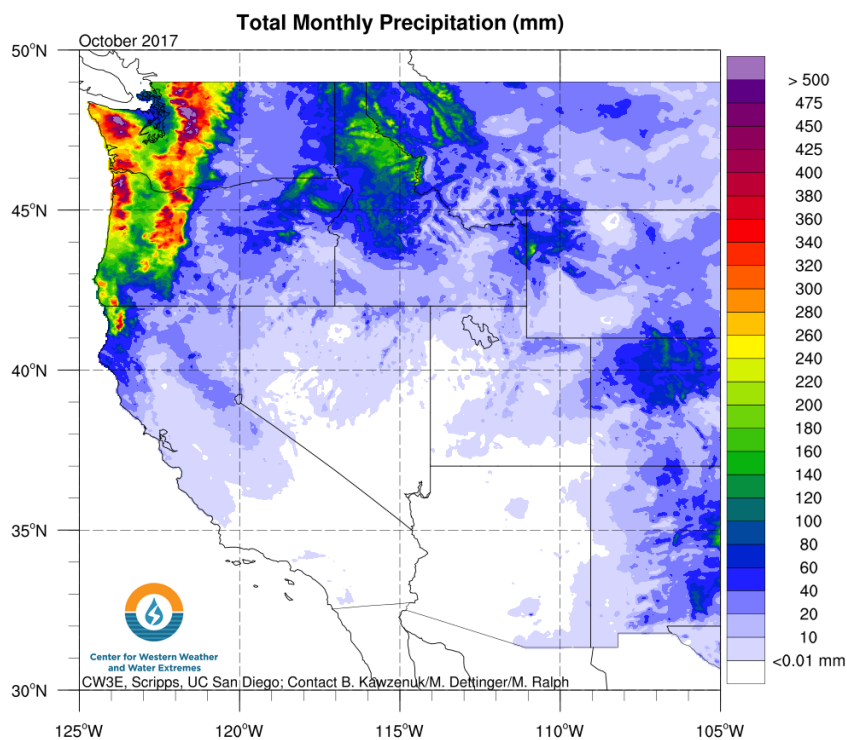 Total Monthly Precipitation (mm)
October 2017
50°N
45°N
40°N
35°N
30°N
125°W
120°W
115°W
110°W
105°W
> 500
475
450
425
400
380
360
340
320
300
280
260
240
220
200
180
160
140
120
100
80
60
40
20
10
<0.01 mm
Center for Western Weather
and Water Extremes
CW3E, Scripps, UC San Diego; Contact B. Kawzenuk/M. Dettinger/M. Ralph